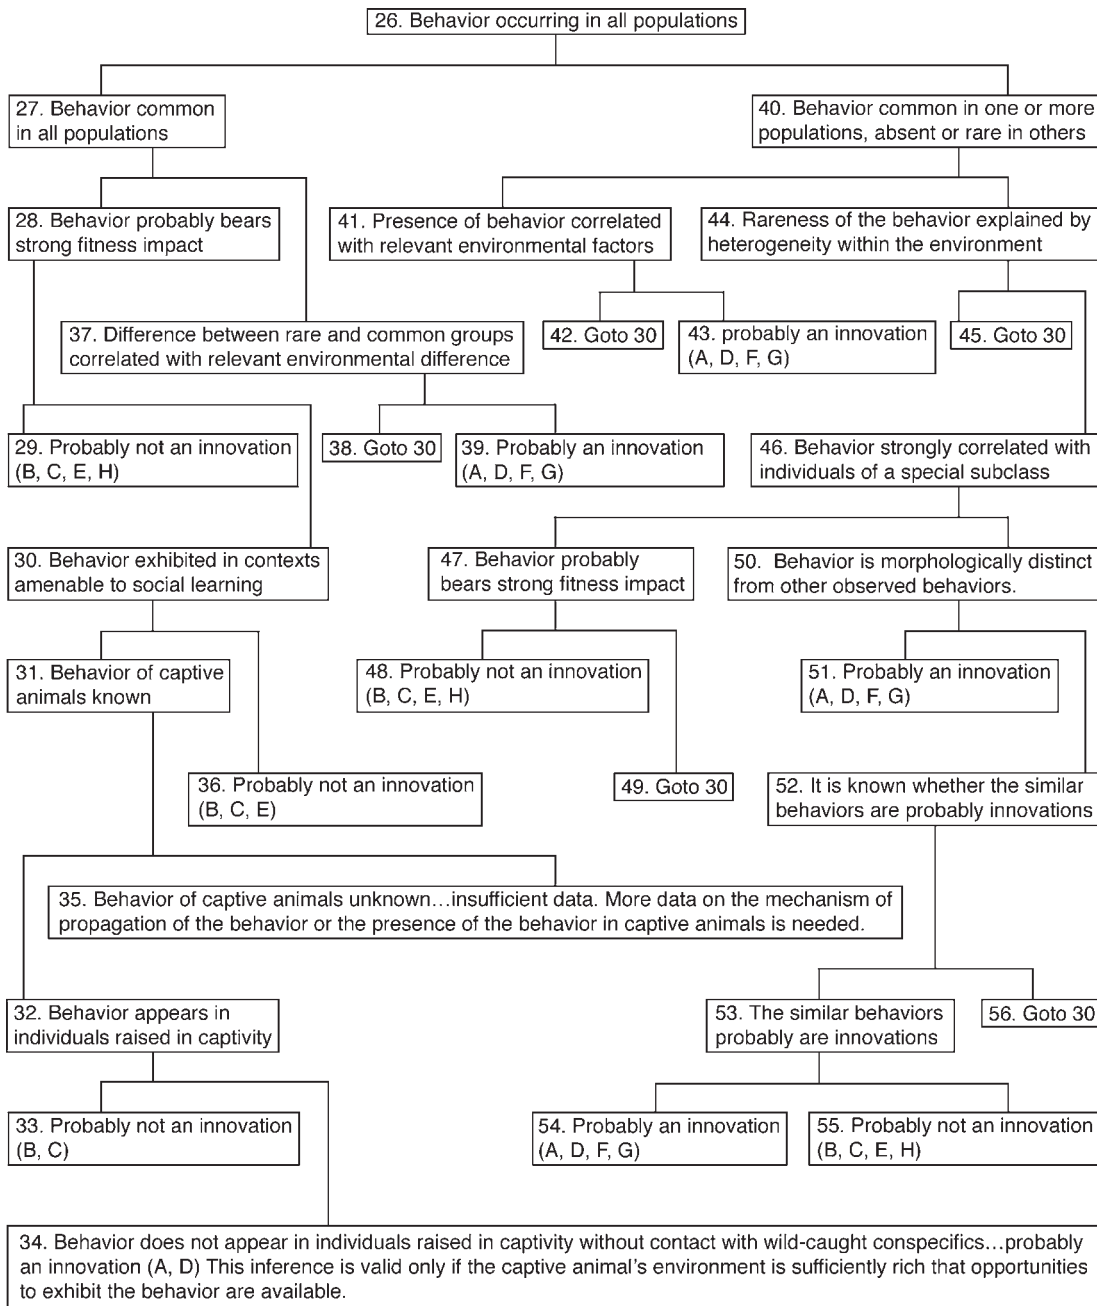 26. Behavior occurring in all populations
27. Behavior common
in all populations
40. Behavior common in one or more
populations, absent or rare in others
28. Behavior probably bears
strong fitness impact
41. Presence of behavior correlated
with relevant environmental factors
44. Rareness of the behavior explained by
heterogeneity within the environment
37. Difference between rare and common groups
correlated with relevant environmental difference
42. Goto 30
43. probably an innovation
(A, D, F, G)
45. Goto 30
29. Probably not an innovation
(B, C, E, H)
38. Goto 30
39. Probably an innovation
(A, D, F, G)
46. Behavior strongly correlated with
individuals of a special subclass
30. Behavior exhibited in contexts
amenable to social learning
47. Behavior probably
bears strong fitness impact
50. Behavior is morphologically distinct
from other observed behaviors.
31. Behavior of captive
animals known
48. Probably not an innovation
(B, C, E, H)
51. Probably an innovation
(A, D, F, G)
36. Probably not an innovation
(B, C, E)
49. Goto 30
52. It is known whether the similar
behaviors are probably innovations
35. Behavior of captive animals unknown...insufficient data. More data on the mechanism of
propagation of the behavior or the presence of the behavior in captive animals is needed.
32. Behavior appears in
individuals raised in captivity
53. The similar behaviors
probably are innovations
56. Goto 30
33. Probably not an innovation
(B, C)
54. Probably an innovation
(A, D, F, G)
55. Probably not an innovation
(B, C, E, H)
34. Behavior does not appear in individuals raised in captivity without contact with wild-caught conspecifics...probably
an innovation (A, D) This inference is valid only if the captive animal's environment is sufficiently rich that opportunities
to exhibit the behavior are available.